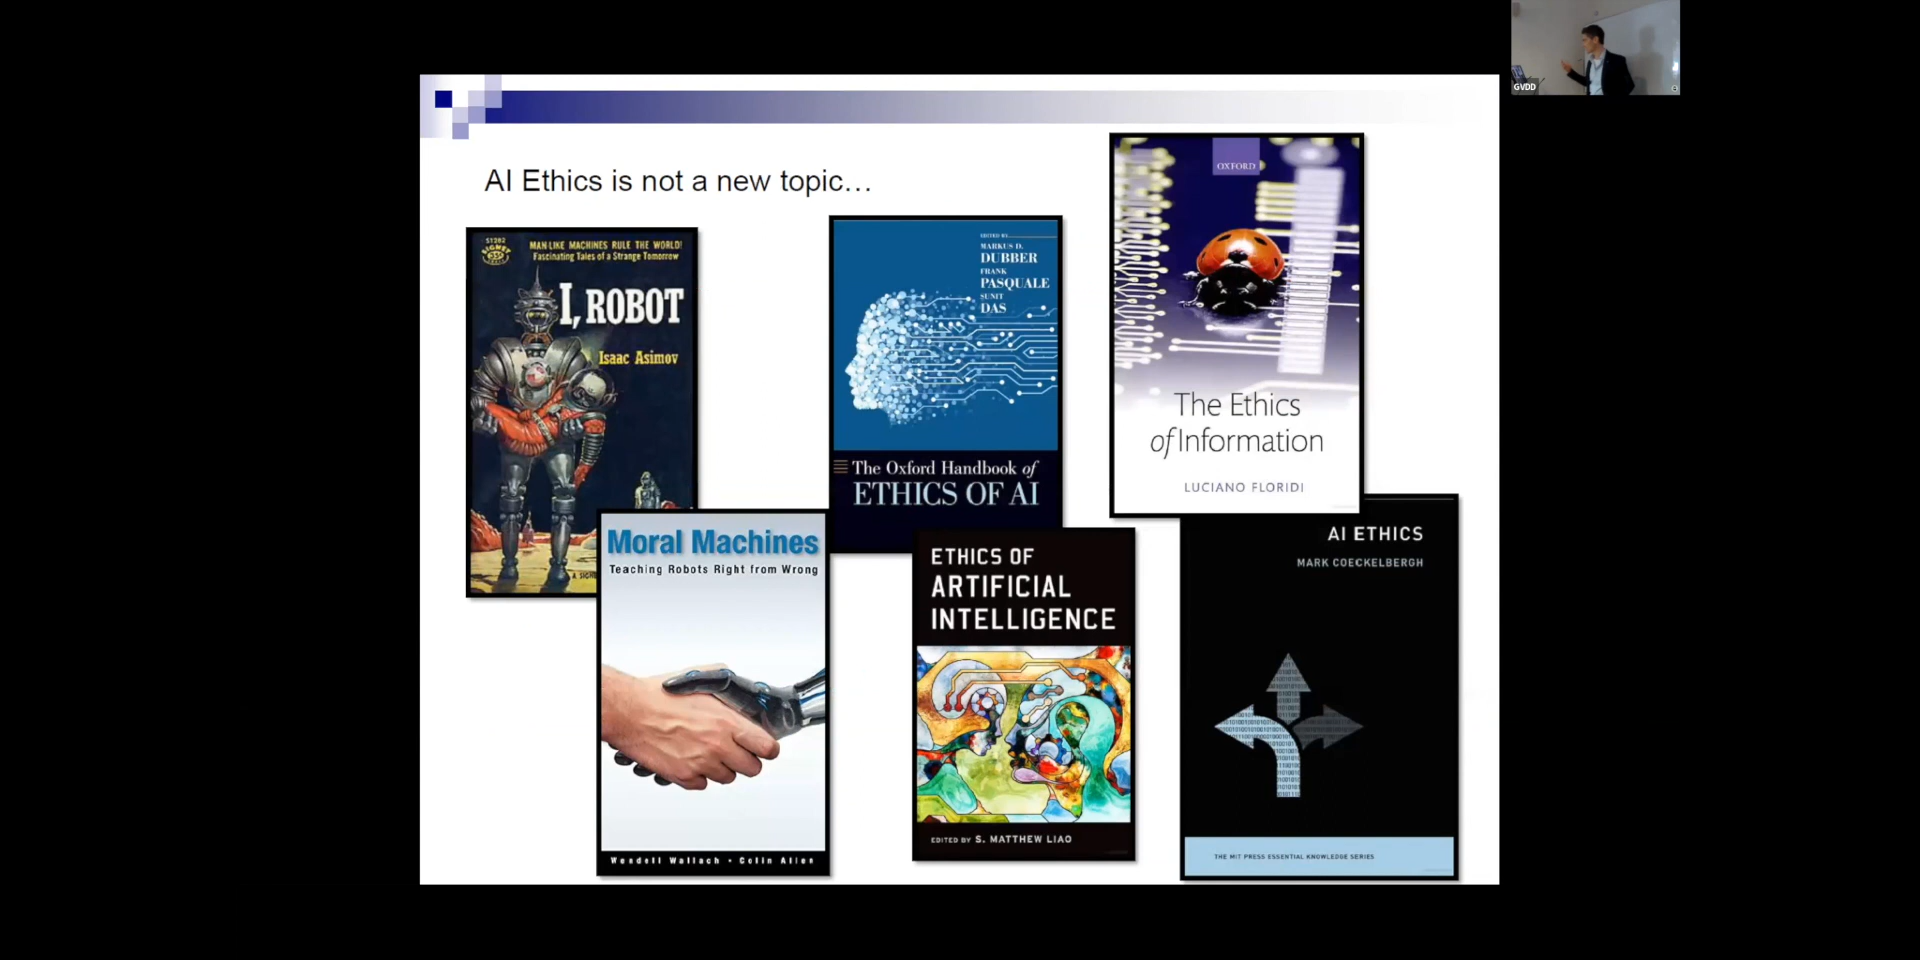 GVDD
AI Ethics is not a new topic…
S1282
SIGNET
MAN-LIKE MACHINES RULE THE WORLD!
Fascinating Tales of a Strange Tomorrow
I, ROBOT
Isaac Asimov
Moral Machines
Teaching Robots Right from Wrong
Wendell Wallach • Colin Allen
EDITED BY
MARKUS D.
DUBBER
FRANK
PASQUALE
SUNIT
DAS
The Oxford Handbook of
ETHICS OF AI
ETHICS OF
ARTIFICIAL
INTELLIGENCE
EDITED BY S. MATTHEW LIAO
OXFORD
The Ethics
of Information
LUCIANO FLORIDI
AI ETHICS
MARK COECKELBERGH
THE MIT PRESS ESSENTIAL KNOWLEDGE SERIES